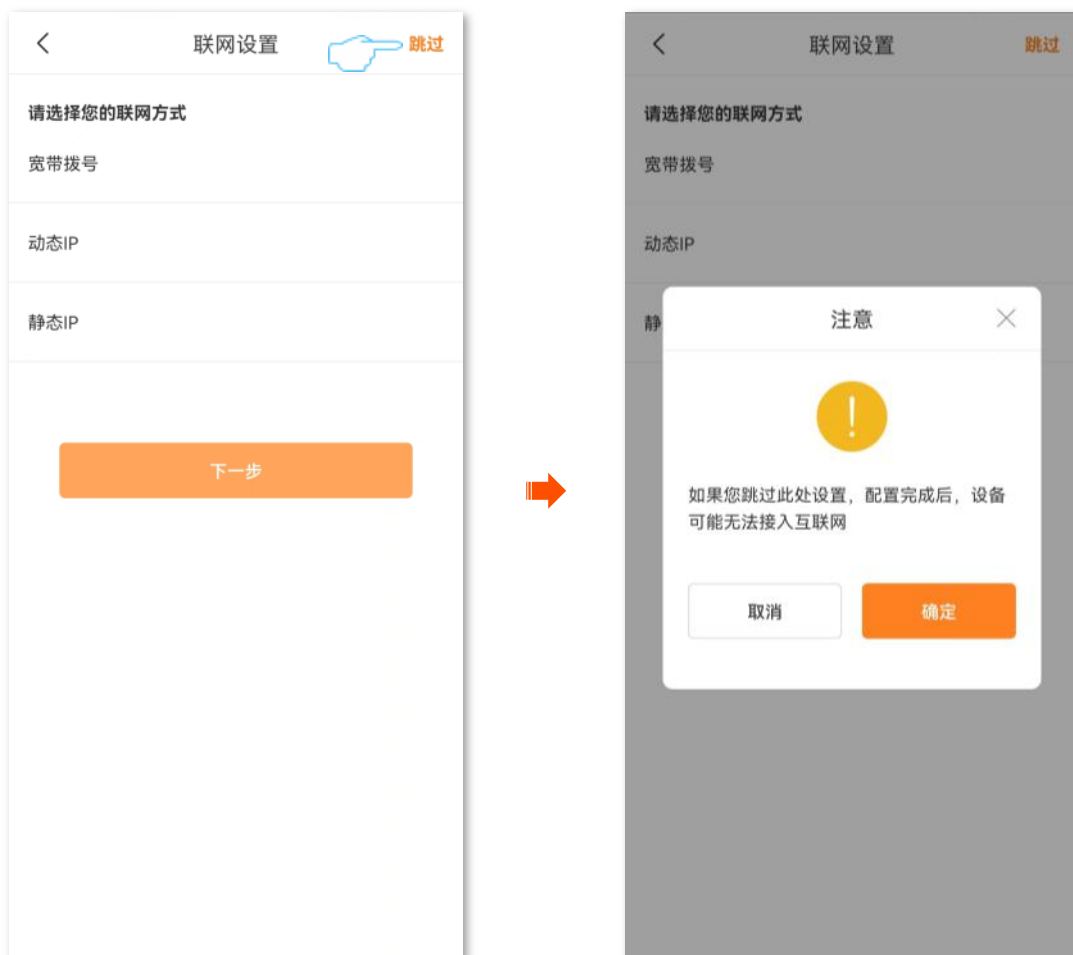 联网设置
跳过
请选择您的联网方式
宽带拨号
动态IP
静态IP
下一步
联网设置
跳过
请选择您的联网方式
宽带拨号
动态IP
静
注意
如果您跳过此处设置，配置完成后，设备
可能无法接入互联网
取消
确定